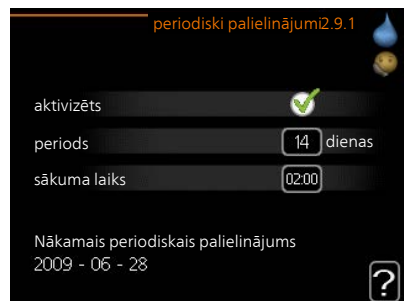 periodiski palielinājumi2.9.1
aktivizēts
periods 14 dienas
sākuma laiks 02:00
Nākamais periodiskais palielinājums
2009 - 06 - 28
?